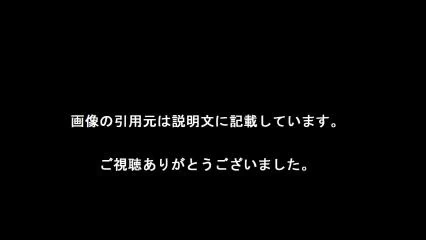 画像の引用元は説明文に記載しています。
ご視聴ありがとうございました。